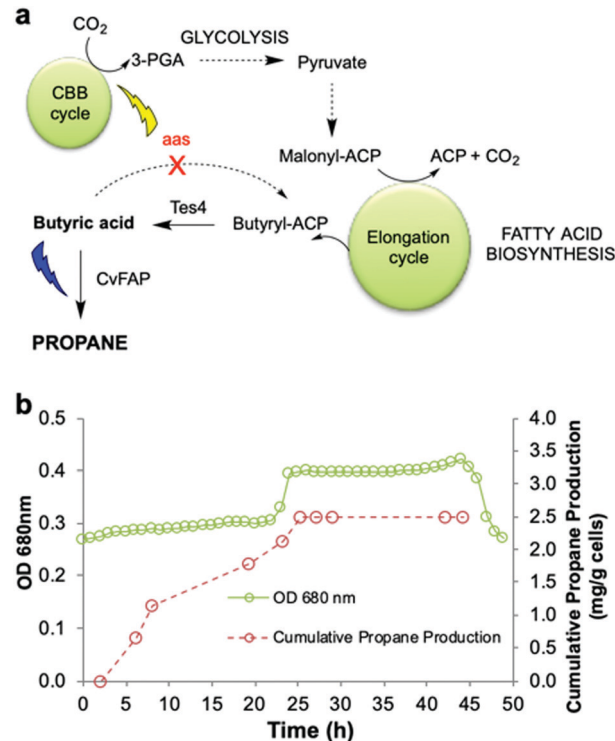 a
CO2
GLYCOLYSIS
3-PGA
Pyruvate
CBB
cycle
aas
X
Malonyl-ACP
ACP + CO2
Tes4
Butyric acid
Butyryl-ACP
Elongation
cycle
FATTY ACID
BIOSYNTHESIS
CvFAP
PROPANE
b
0.5
0.4
0.3
0.2
0.1
0.0
OD 680nm
4.0
3.5
3.0
2.5
2.0
1.5
1.0
0.5
0.0
Cumulative Propane Production
(mg/g cells)
OD 680 nm
Cumulative Propane Production
0 5 10 15 20 25 30 35 40 45 50
Time (h)